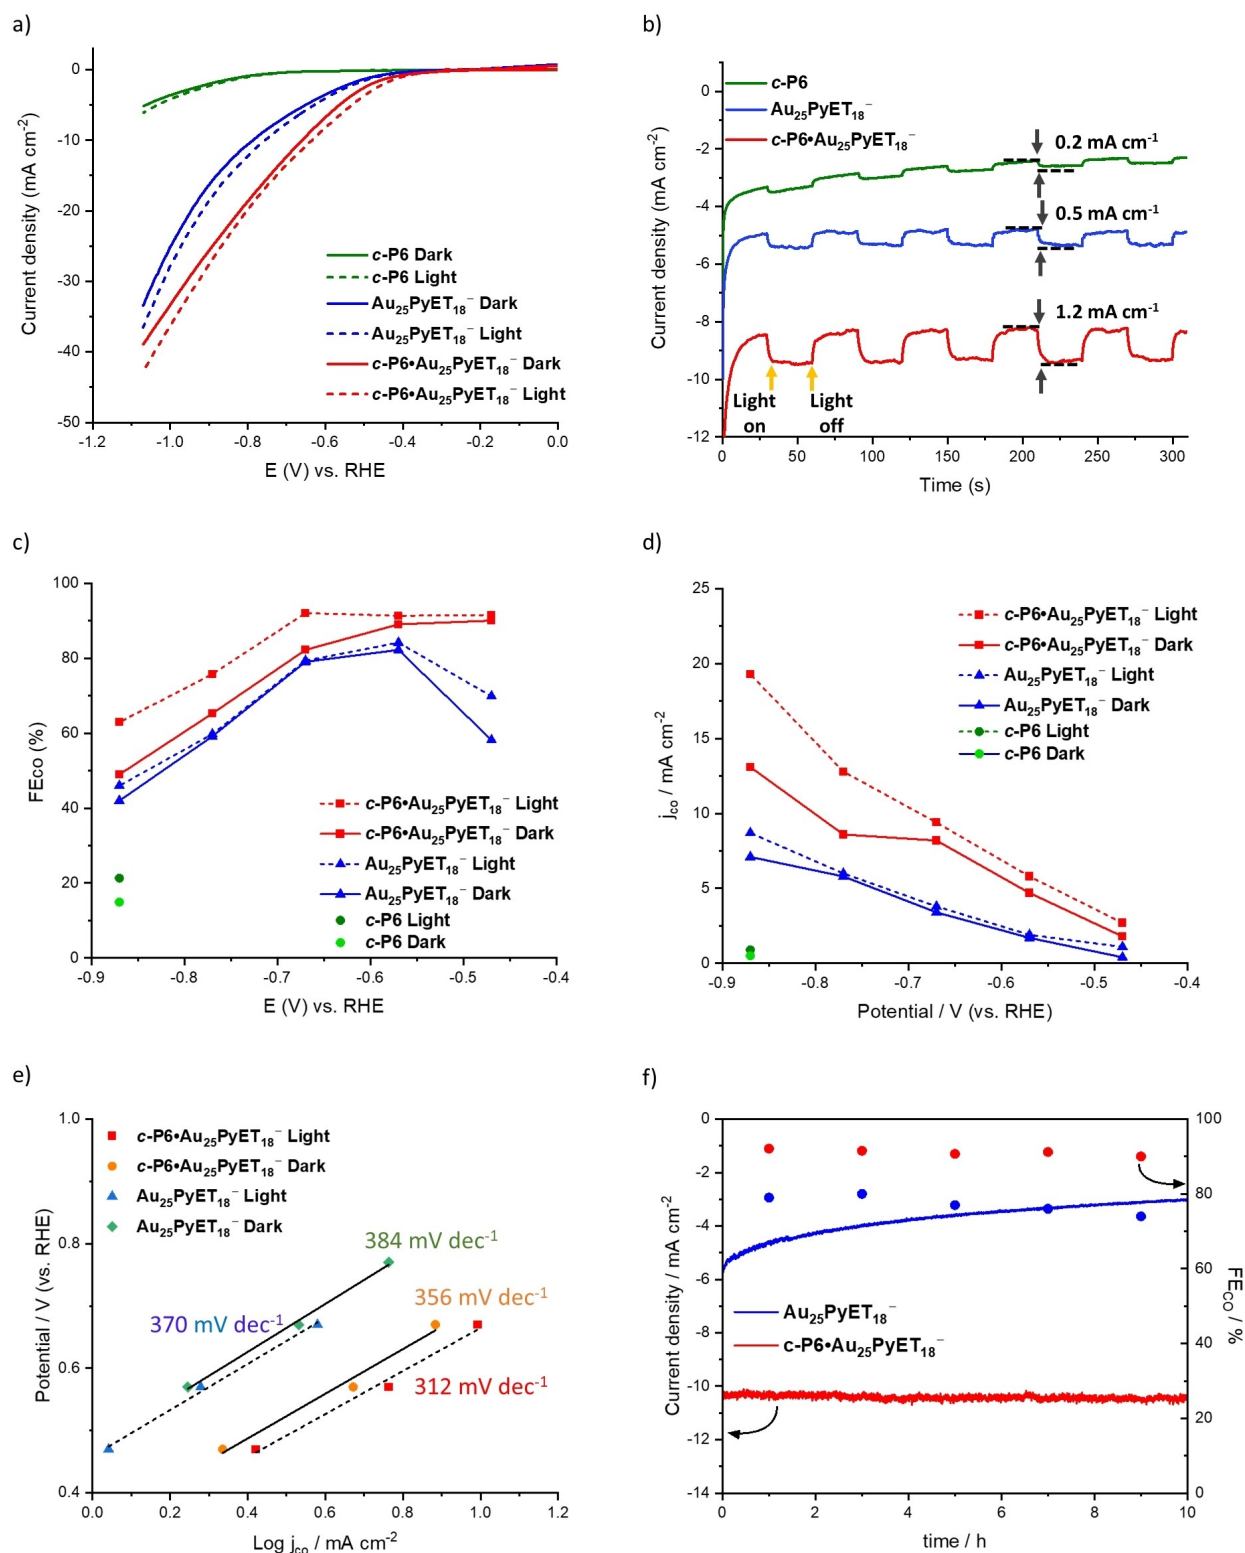 a)
0
-10
-20
-30
-40
-50
-1.2
-1.0
-0.8
-0.6
-0.4
-0.2
0.0
Current density (mA cm⁻²)
E (V) vs. RHE
c-P6 Dark
c-P6 Light
Au₂₅PyET₁₈⁻ Dark
Au₂₅PyET₁₈⁻ Light
c-P6•Au₂₅PyET₁₈⁻ Dark
c-P6•Au₂₅PyET₁₈⁻ Light
b)
0
-2
-4
-6
-8
-10
-12
0
50
100
150
200
250
300
Current density (mA cm⁻²)
Time (s)
c-P6
Au₂₅PyET₁₈⁻
c-P6•Au₂₅PyET₁₈⁻
0.2 mA cm⁻¹
0.5 mA cm⁻¹
1.2 mA cm⁻¹
Light
on
Light
off
c)
100
80
60
40
20
0
-0.9
-0.8
-0.7
-0.6
-0.5
-0.4
FEco (%)
E (V) vs. RHE
c-P6•Au₂₅PyET₁₈⁻ Light
c-P6•Au₂₅PyET₁₈⁻ Dark
Au₂₅PyET₁₈⁻ Light
Au₂₅PyET₁₈⁻ Dark
c-P6 Light
c-P6 Dark
d)
25
20
15
10
5
0
-0.9
-0.8
-0.7
-0.6
-0.5
-0.4
j_co / mA cm⁻²
Potential / V (vs. RHE)
c-P6•Au₂₅PyET₁₈⁻ Light
c-P6•Au₂₅PyET₁₈⁻ Dark
Au₂₅PyET₁₈⁻ Light
Au₂₅PyET₁₈⁻ Dark
c-P6 Light
c-P6 Dark
e)
1.0
0.8
0.6
0.4
0.0
0.2
0.4
0.6
0.8
1.0
1.2
Potential / V (vs. RHE)
Log j_co / mA cm⁻²
c-P6•Au₂₅PyET₁₈⁻ Light
c-P6•Au₂₅PyET₁₈⁻ Dark
Au₂₅PyET₁₈⁻ Light
Au₂₅PyET₁₈⁻ Dark
384 mV dec⁻¹
356 mV dec⁻¹
370 mV dec⁻¹
312 mV dec⁻¹
f)
0
-2
-4
-6
-8
-10
-12
-14
0
2
4
6
8
10
100
80
60
40
20
0
Current density / mA cm⁻²
time / h
FE_CO / %
Au₂₅PyET₁₈⁻
c-P6•Au₂₅PyET₁₈⁻